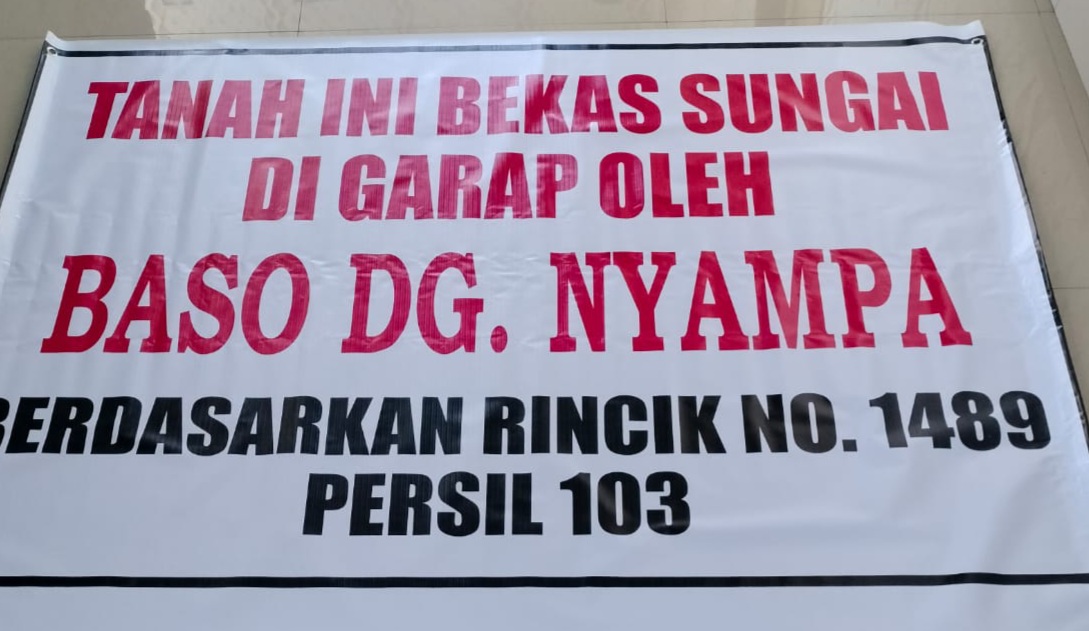 TANAH INI BEKAS SUNGAI
DI GARAP OLEH
BASO DG. NYAMPA
BERDASARKAN RINCIK NO. 1489
PERSIL 103